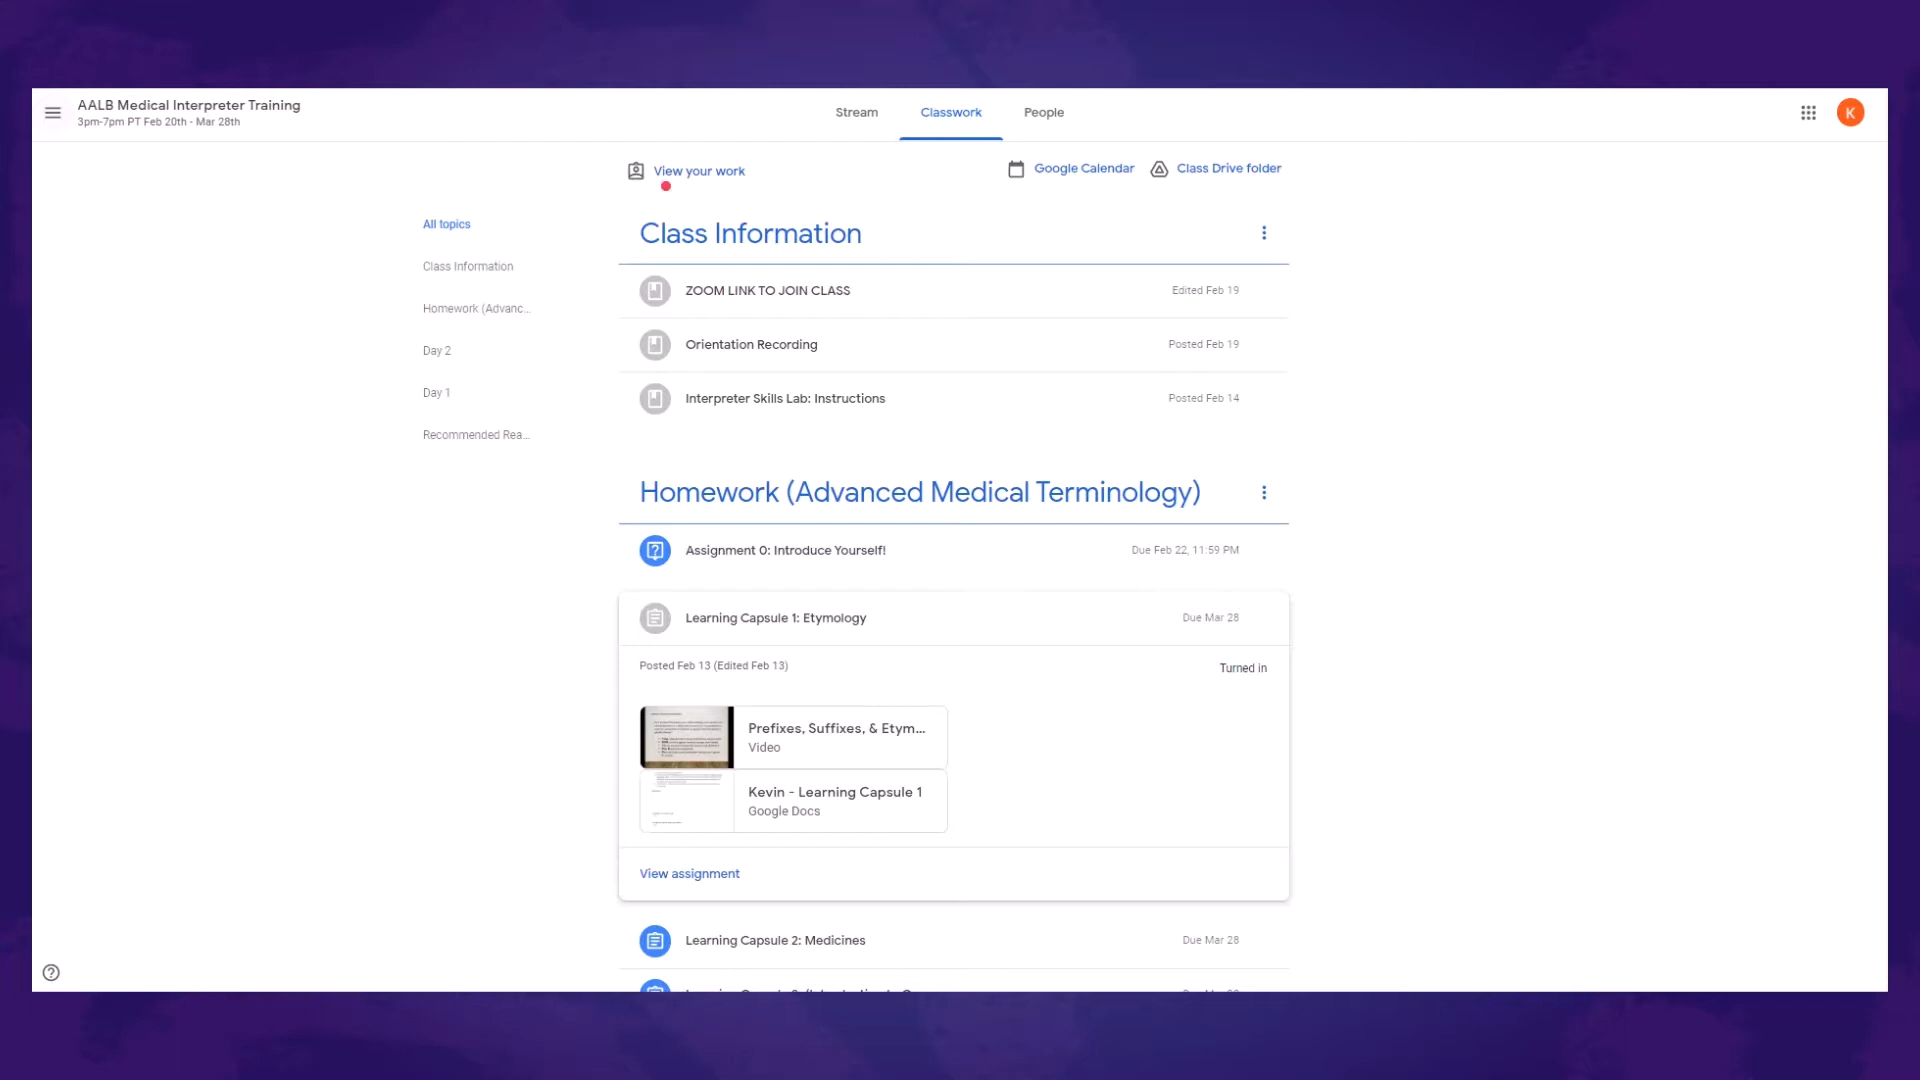 AALB Medical Interpreter Training
3pm-7pm PT Feb 20th - Mar 28th
Stream
Classwork
People
K
View your work
Google Calendar
Class Drive folder
All topics
Class Information
Homework (Advanc...
Day 2
Day 1
Recommended Rea...
Class Information
ZOOM LINK TO JOIN CLASS
Edited Feb 19
Orientation Recording
Posted Feb 19
Interpreter Skills Lab: Instructions
Posted Feb 14
Homework (Advanced Medical Terminology)
Assignment 0: Introduce Yourself!
Due Feb 22, 11:59 PM
Learning Capsule 1: Etymology
Due Mar 28
Posted Feb 13 (Edited Feb 13)
Turned in
Prefixes, Suffixes, & Etym...
Video
Kevin - Learning Capsule 1
Google Docs
View assignment
Learning Capsule 2: Medicines
Due Mar 28